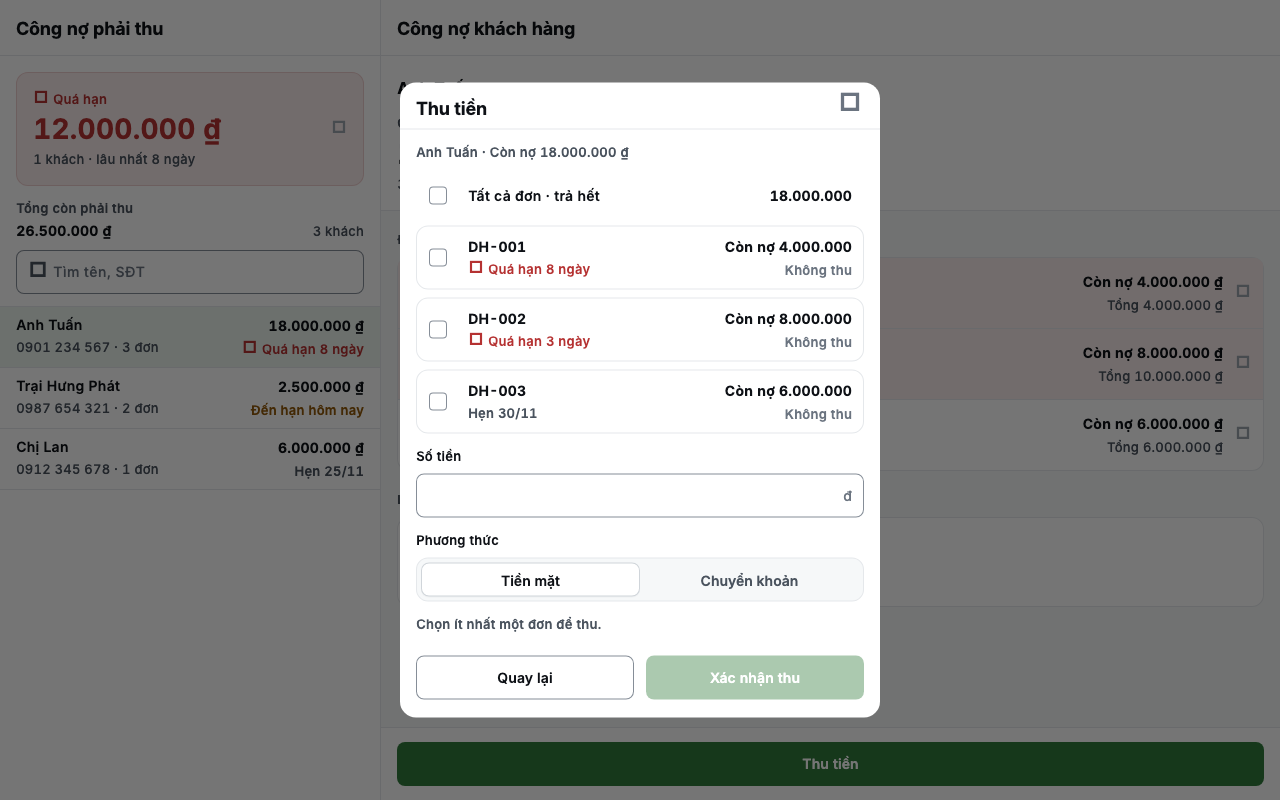 Công nợ phải thu
Quá hạn
12.000.000 ₫
1 khách · lâu nhất 8 ngày
Tổng còn phải thu
26.500.000 ₫
3 khách
Tìm tên, SĐT
Anh Tuấn
18.000.000 ₫
0901 234 567 · 3 đơn
Quá hạn 8 ngày
Trại Hưng Phát
2.500.000 ₫
0987 654 321 · 2 đơn
Đến hạn hôm nay
Chị Lan
6.000.000 ₫
0912 345 678 · 1 đơn
Hẹn 25/11
Công nợ khách hàng
Thu tiền
Anh Tuấn · Còn nợ 18.000.000 ₫
Tất cả đơn · trả hết
18.000.000
DH-001
Còn nợ 4.000.000
Quá hạn 8 ngày
Không thu
DH-002
Còn nợ 8.000.000
Quá hạn 3 ngày
Không thu
DH-003
Còn nợ 6.000.000
Hẹn 30/11
Không thu
Số tiền
đ
Phương thức
Tiền mặt
Chuyển khoản
Chọn ít nhất một đơn để thu.
Quay lại
Xác nhận thu
Còn nợ 4.000.000 ₫
Tổng 4.000.000 ₫
Còn nợ 8.000.000 ₫
Tổng 10.000.000 ₫
Còn nợ 6.000.000 ₫
Tổng 6.000.000 ₫
Thu tiền